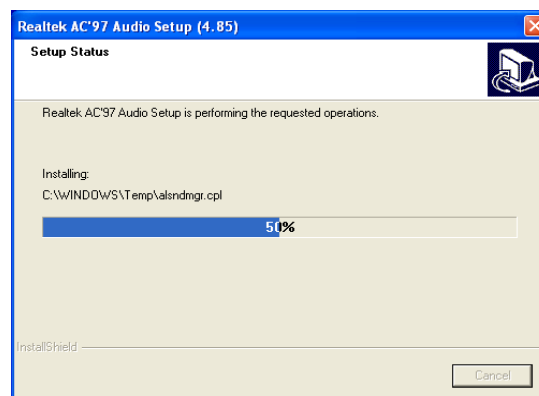 Realtek AC'97 Audio Setup (4.85)
Setup Status
Realtek AC'97 Audio Setup is performing the requested operations.
Installing:
C:\WINDOWS\Temp\alsndmgr.cpl
50%
InstallShield
Cancel